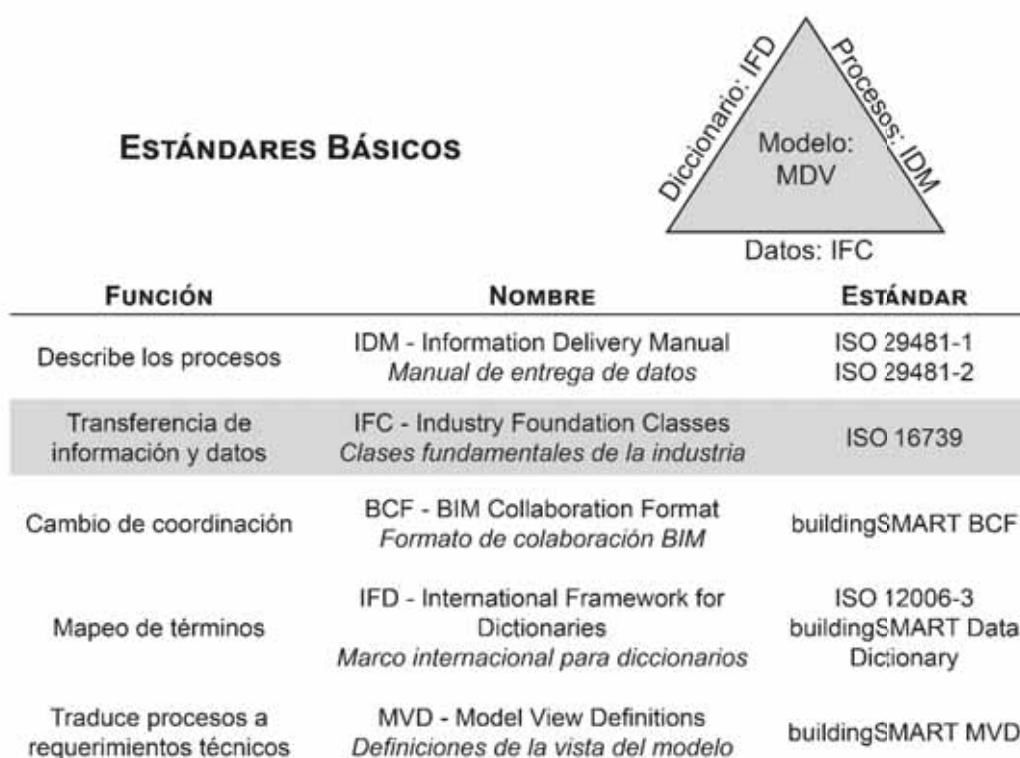 ESTÁNDARES BÁSICOS
Diccionario: IFD
Procesos: IDM
Modelo:
MDV
Datos: IFC
FUNCIÓN NOMBRE ESTÁNDAR
Describe los procesos
IDM - Information Delivery Manual
Manual de entrega de datos
ISO 29481-1
ISO 29481-2
Transferencia de
información y datos
IFC - Industry Foundation Classes
Clases fundamentales de la industria
ISO 16739
Cambio de coordinación
BCF - BIM Collaboration Format
Formato de colaboración BIM
buildingSMART BCF
Mapeo de términos
IFD - International Framework for
Dictionaries
Marco internacional para diccionarios
ISO 12006-3
buildingSMART Data
Dictionary
Traduce procesos a
requerimientos técnicos
MVD - Model View Definitions
Definiciones de la vista del modelo
buildingSMART MVD